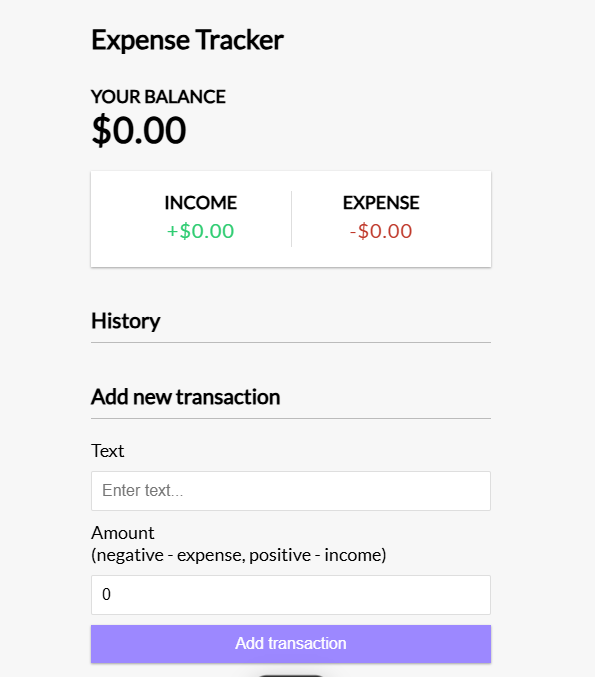 Expense Tracker
YOUR BALANCE
$0.00
INCOME
EXPENSE
+$0.00
-$0.00
History
Add new transaction
Text
Enter text...
Amount
(negative - expense, positive - income)
0
Add transaction